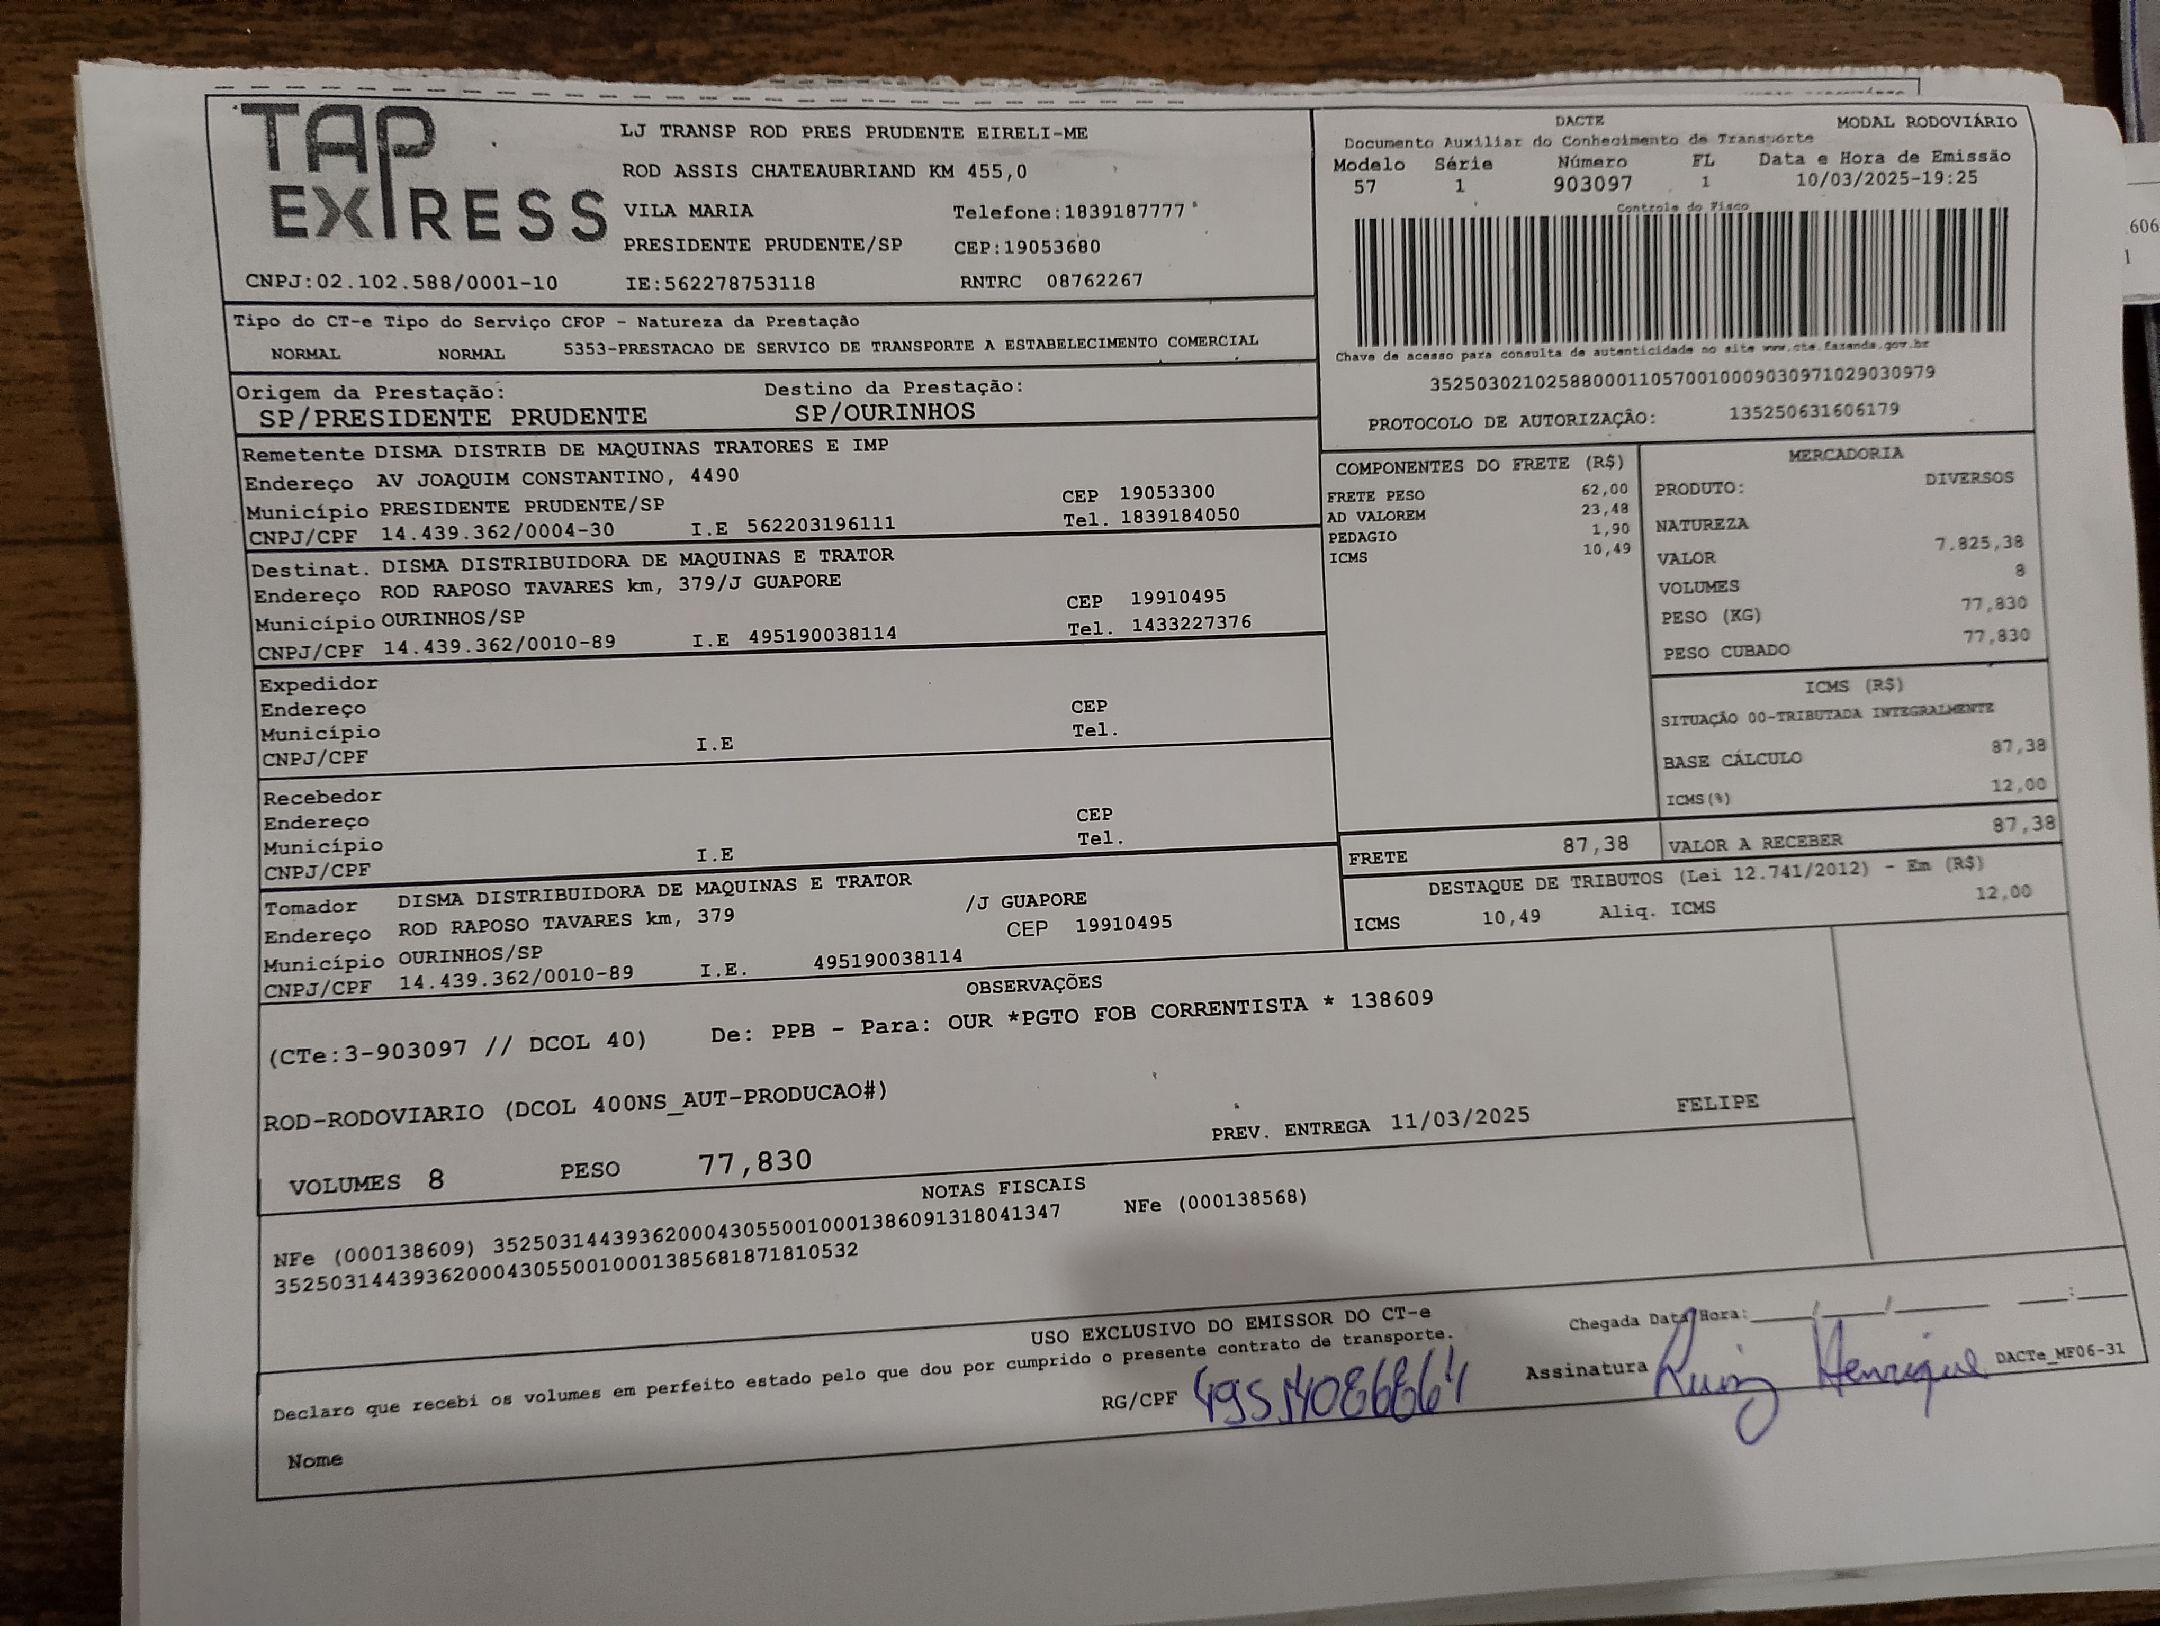 TAP
EXPRESS
LJ TRANSP ROD PRES PRUDENTE EIRELI-ME
ROD ASSIS CHATEAUBRIAND KM 455,0
VILA MARIA Telefone:1839187777
PRESIDENTE PRUDENTE/SP CEP:19053680
CNPJ:02.102.588/0001-10 IE:562278753118 RNTRC 08762267
DACTE MODAL RODOVIÁRIO
Documento Auxiliar do Conhecimento de Transporte
Modelo Série Número FL Data e Hora de Emissão
57 1 903097 1 10/03/2025-19:25
Controle do Fisco
Chave de acesso para consulta de autenticidade no site www.cte.fazenda.gov.br
35250302102588000110570010009030971029030979
PROTOCOLO DE AUTORIZAÇÃO: 135250631606179
Tipo do CT-e Tipo do Serviço CFOP - Natureza da Prestação
NORMAL NORMAL 5353-PRESTACAO DE SERVICO DE TRANSPORTE A ESTABELECIMENTO COMERCIAL
Origem da Prestação: Destino da Prestação:
SP/PRESIDENTE PRUDENTE SP/OURINHOS
Remetente DISMA DISTRIB DE MAQUINAS TRATORES E IMP
Endereço AV JOAQUIM CONSTANTINO, 4490
Município PRESIDENTE PRUDENTE/SP CEP 19053300
CNPJ/CPF 14.439.362/0004-30 I.E 562203196111 Tel. 1839184050
Destinat. DISMA DISTRIBUIDORA DE MAQUINAS E TRATOR
Endereço ROD RAPOSO TAVARES km, 379/J GUAPORE
Município OURINHOS/SP CEP 19910495
CNPJ/CPF 14.439.362/0010-89 I.E 495190038114 Tel. 1433227376
Expedidor
Endereço CEP
Município Tel.
CNPJ/CPF I.E
Recebedor
Endereço CEP
Município Tel.
CNPJ/CPF I.E
Tomador DISMA DISTRIBUIDORA DE MAQUINAS E TRATOR
Endereço ROD RAPOSO TAVARES km, 379 /J GUAPORE
Município OURINHOS/SP CEP 19910495
CNPJ/CPF 14.439.362/0010-89 I.E. 495190038114
COMPONENTES DO FRETE (R$)
FRETE PESO 62,00
AD VALOREM 23,48
PEDAGIO 1,90
ICMS 10,49
MERCADORIA
PRODUTO: DIVERSOS
NATUREZA
VALOR 7.825,38
VOLUMES 8
PESO (KG) 77,830
PESO CUBADO 77,830
ICMS (R$)
SITUAÇÃO 00-TRIBUTADA INTEGRALMENTE
BASE CÁLCULO 87,38
ICMS(%) 12,00
FRETE 87,38 VALOR A RECEBER 87,38
DESTAQUE DE TRIBUTOS (Lei 12.741/2012) - Em (R$)
ICMS 10,49 Aliq. ICMS 12,00
OBSERVAÇÕES
(CTe:3-903097 // DCOL 40) De: PPB - Para: OUR *PGTO FOB CORRENTISTA * 138609
ROD-RODOVIARIO (DCOL 400NS_AUT-PRODUCAO#)
PREV. ENTREGA 11/03/2025 FELIPE
VOLUMES 8 PESO 77,830
NOTAS FISCAIS
NFe (000138609) 35250314439362000430550010001386091318041347 NFe (000138568)
35250314439362000430550010001385681871810532
USO EXCLUSIVO DO EMISSOR DO CT-e
Declaro que recebi os volumes em perfeito estado pelo que dou por cumprido o presente contrato de transporte.
Chegada Data/Hora:____/____/______ ____:____
Nome RG/CPF Assinatura Henrique DACTe_MF06-31
606
1